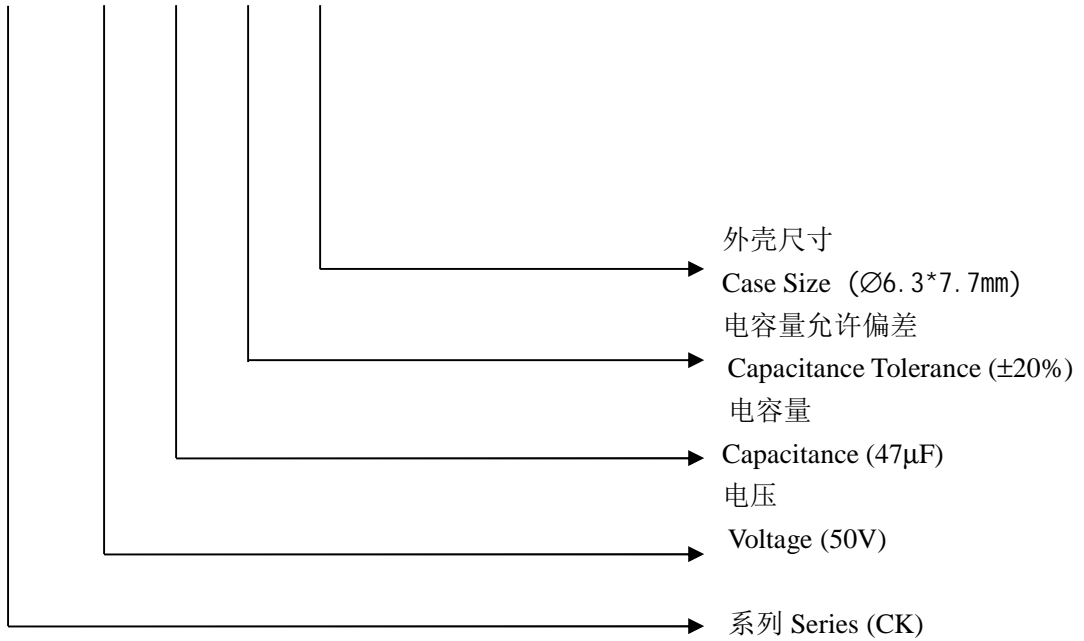 外壳尺寸
Case Size (∅6.3*7.7mm)
电容量允许偏差
Capacitance Tolerance (±20%)
电容量
Capacitance (47μF)
电压
Voltage (50V)
系列 Series (CK)